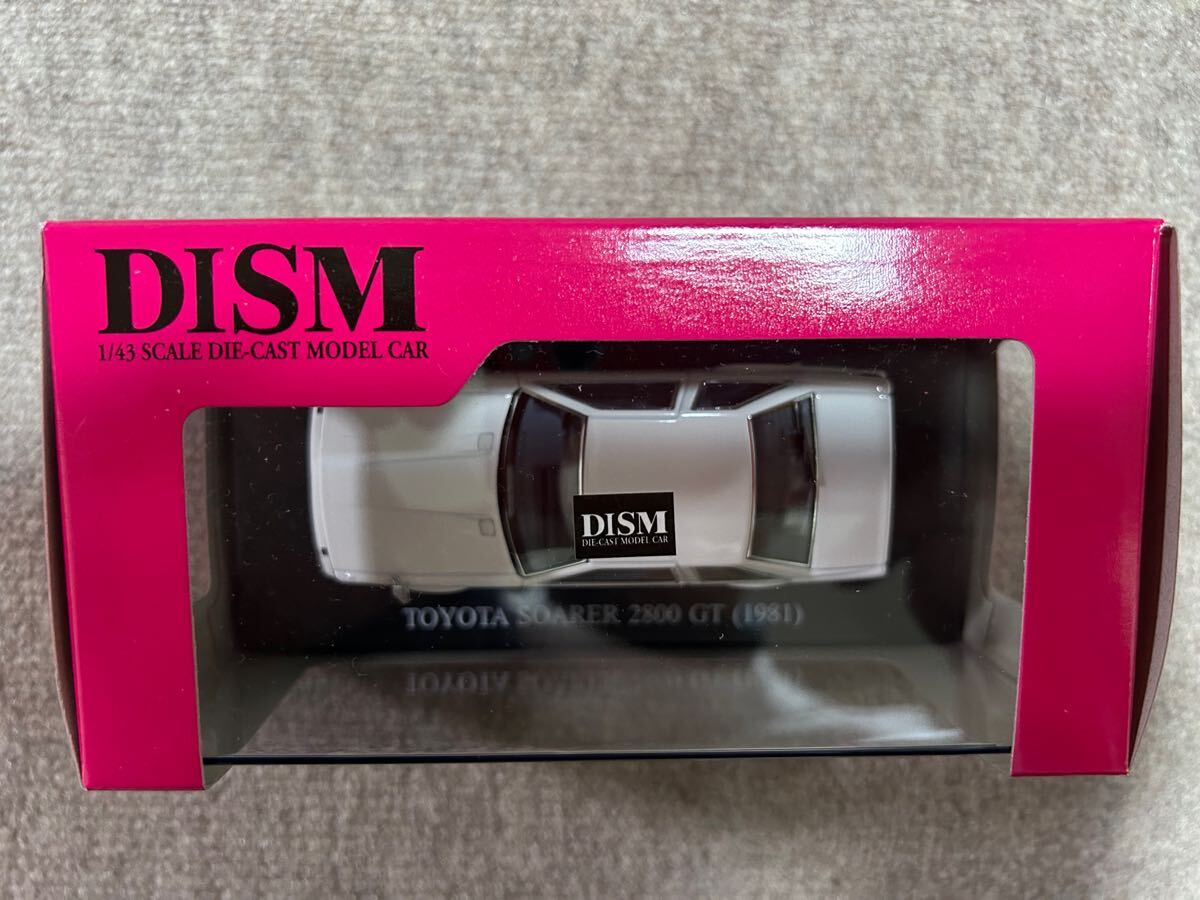 DISM
1/43 SCALE DIE-CAST MODEL CAR
DISM
DIE-CAST MODEL CAR
TOYOTA SOARER 2800 GT (1981)